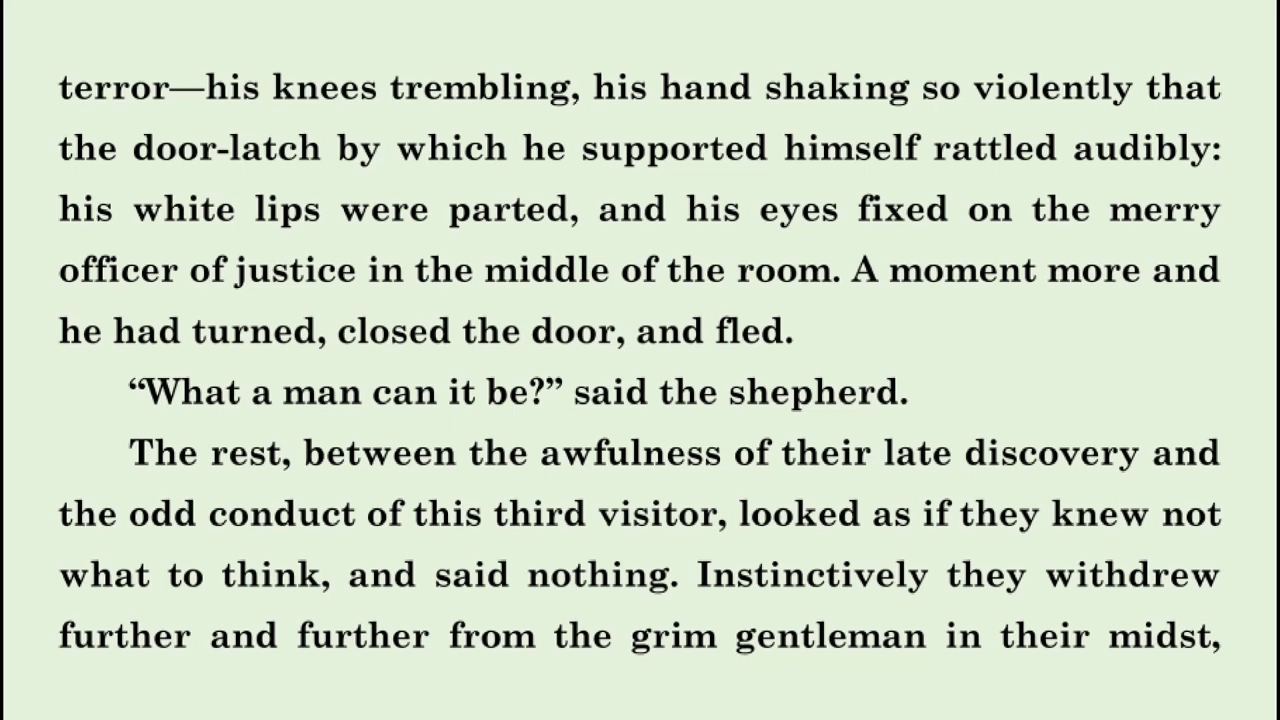 terror—his knees trembling, his hand shaking so violently that
the door-latch by which he supported himself rattled audibly:
his white lips were parted, and his eyes fixed on the merry
officer of justice in the middle of the room. A moment more and
he had turned, closed the door, and fled.
“What a man can it be?” said the shepherd.
The rest, between the awfulness of their late discovery and
the odd conduct of this third visitor, looked as if they knew not
what to think, and said nothing. Instinctively they withdrew
further and further from the grim gentleman in their midst,